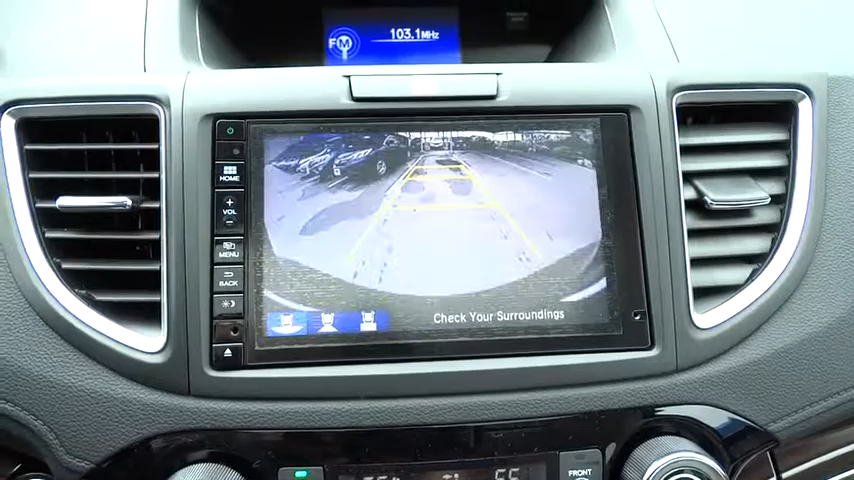 FM
103.1MHz
HOME
+
VOL
−
MENU
BACK
Check Your Surroundings
FRONT